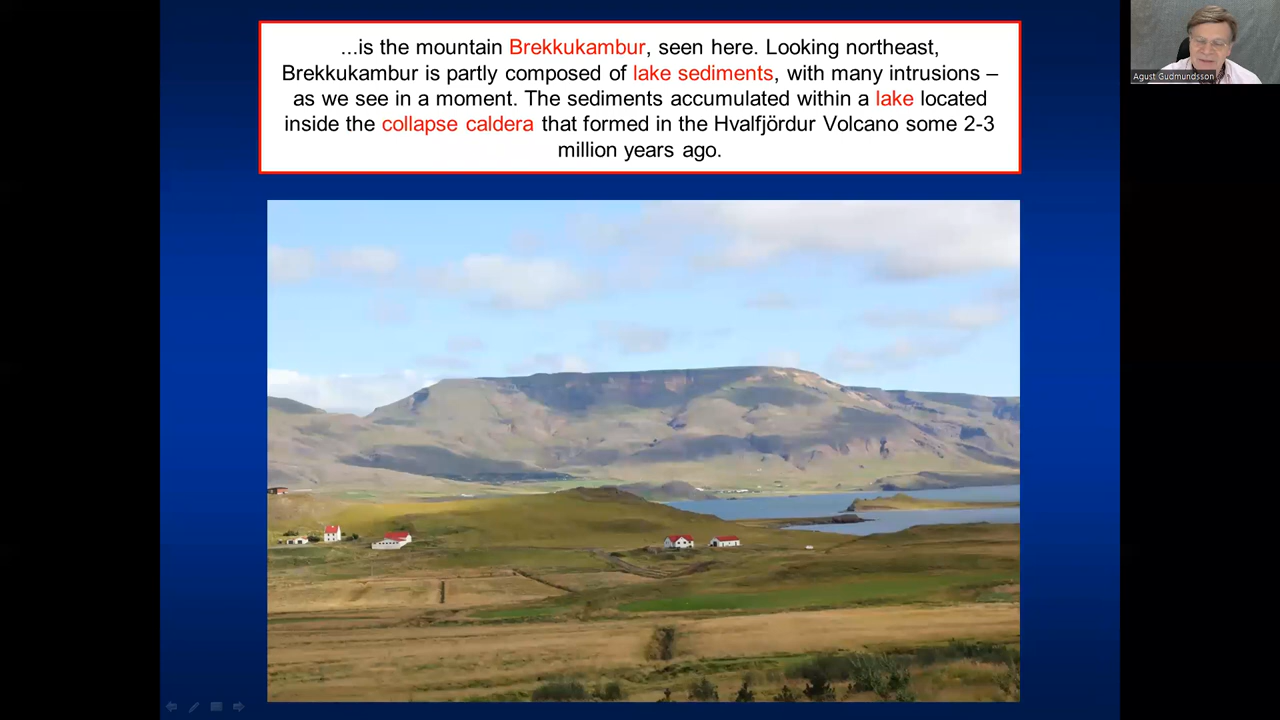 ...is the mountain Brekkukambur, seen here. Looking northeast,
Brekkukambur is partly composed of lake sediments, with many intrusions –
as we see in a moment. The sediments accumulated within a lake located
inside the collapse caldera that formed in the Hvalfjördur Volcano some 2-3
million years ago.
Agust Gudmundsson